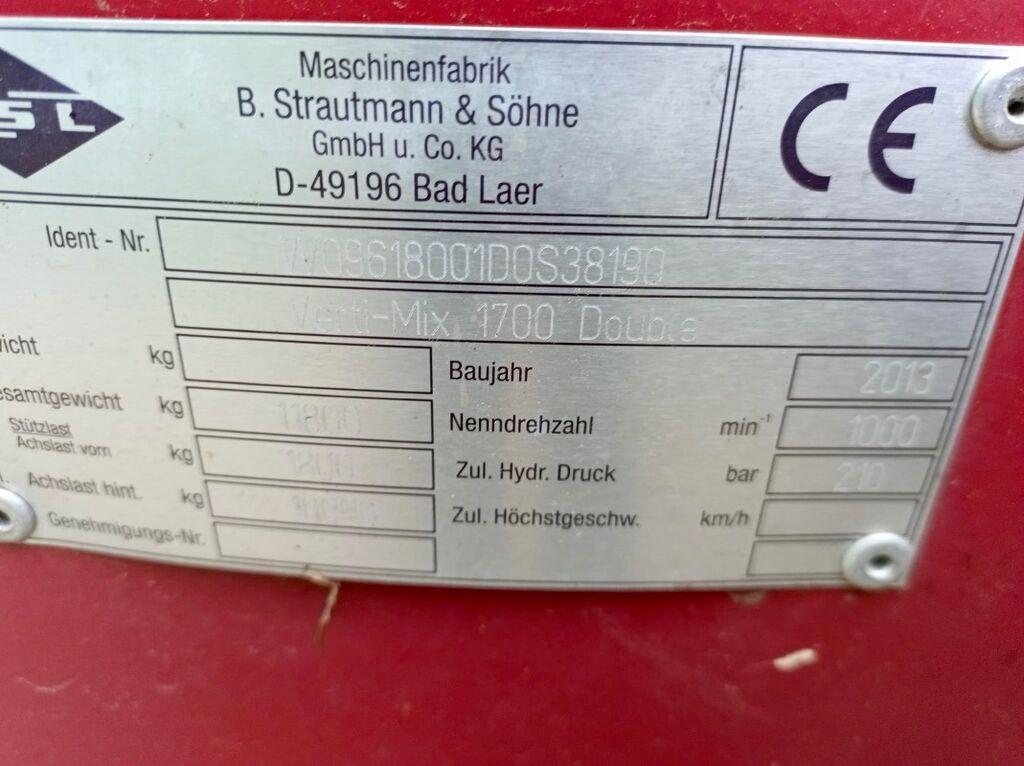 SL
Maschinenfabrik
B. Strautmann & Söhne
GmbH u. Co. KG
D-49196 Bad Laer
CE
Ident - Nr. W09618001D0S38190
Verti-Mix 1700 Double
icht kg
esamtgewicht kg 11800
Stützlast
Achslast vorn kg 1800
Achslast hint. kg
Genehmigungs-Nr.
Baujahr 2013
Nenndrehzahl min⁻¹ 1000
Zul. Hydr. Druck bar 210
Zul. Höchstgeschw. km/h